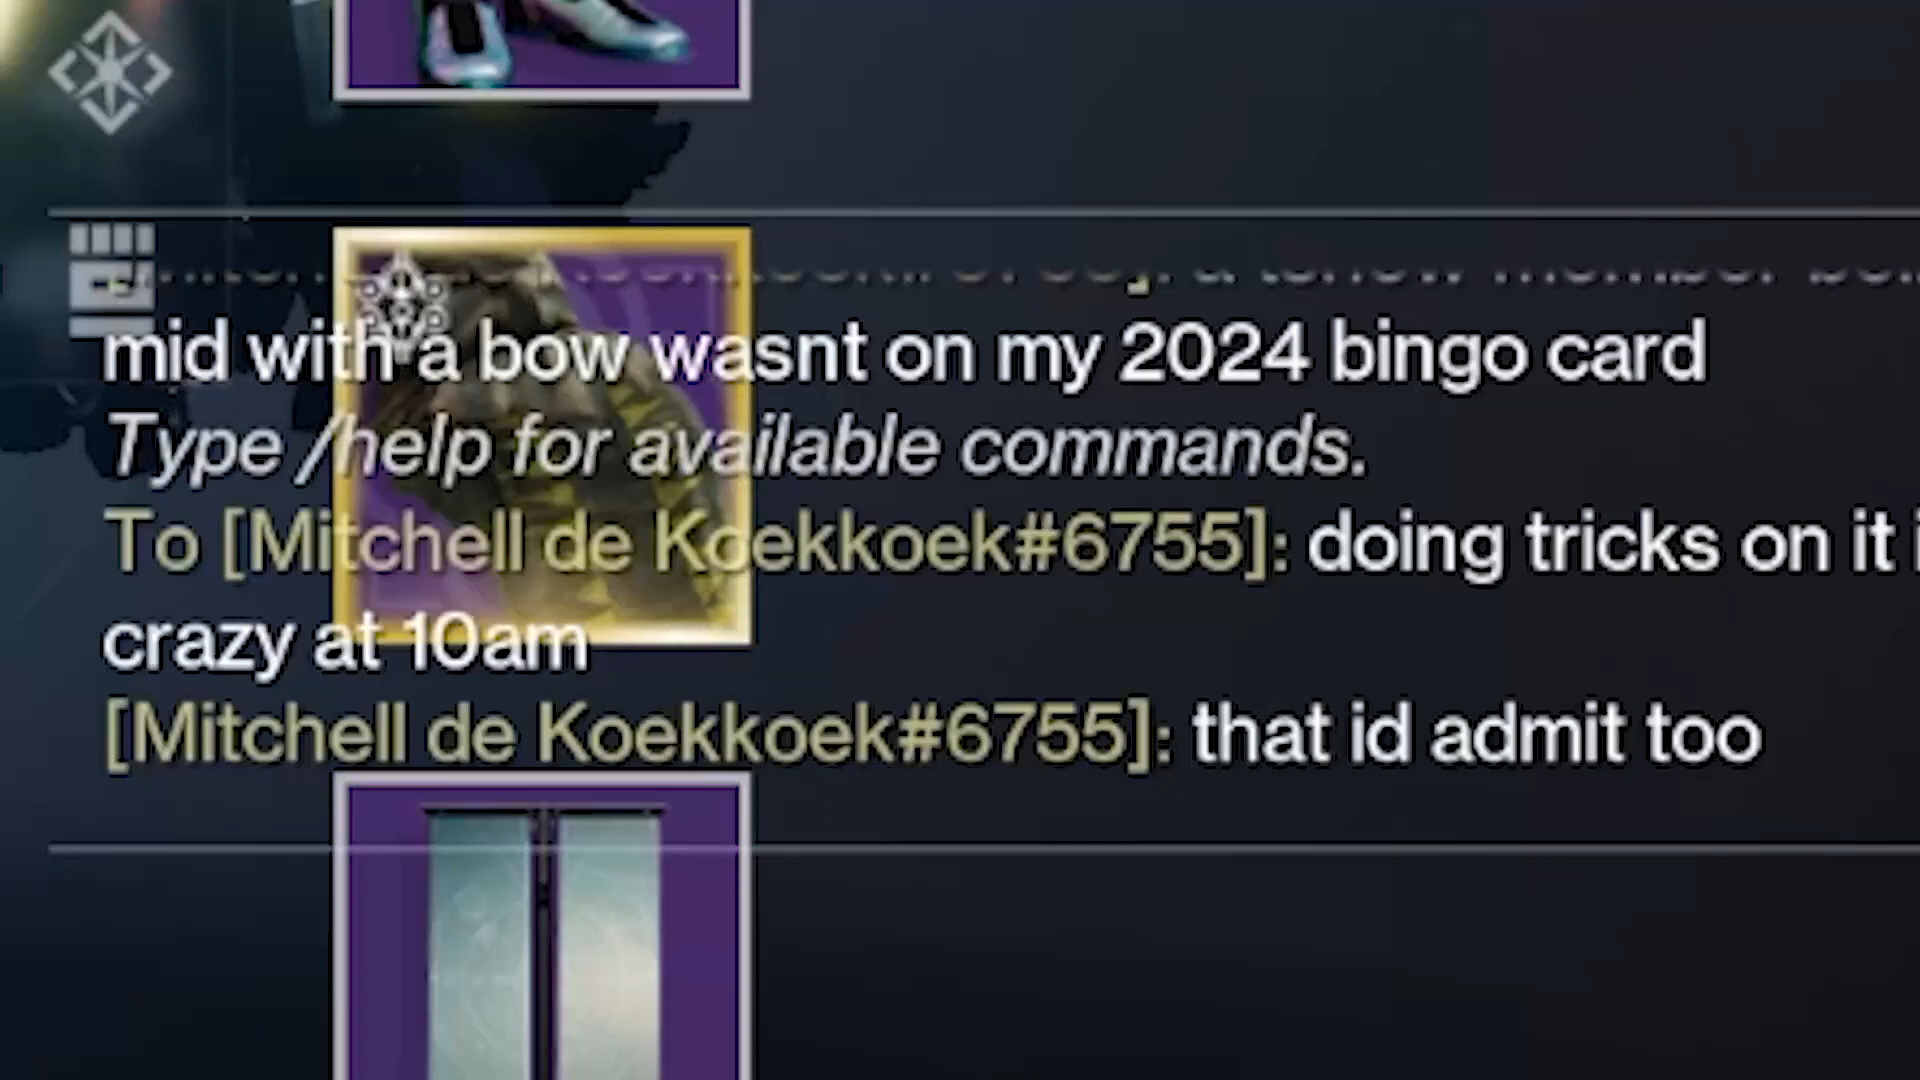 mid with a bow wasnt on my 2024 bingo card
Type /help for available commands.
To [Mitchell de Koekkoek#6755]: doing tricks on it
crazy at 10am
[Mitchell de Koekkoek#6755]: that id admit too